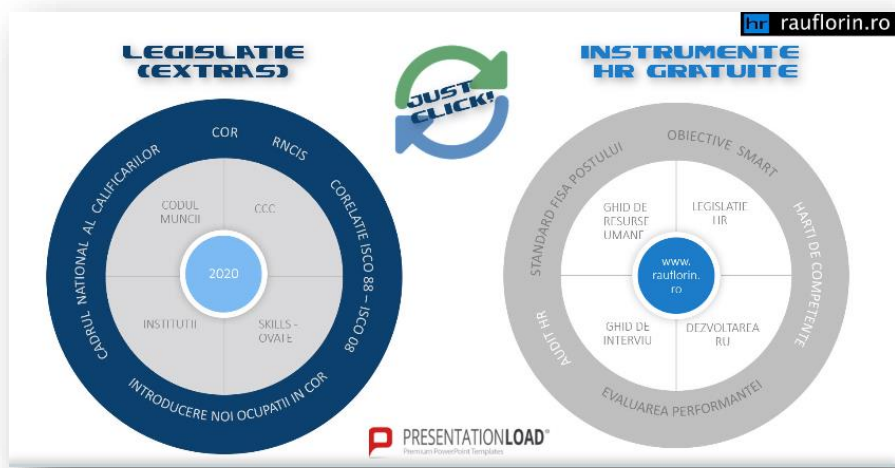 hr rauflorin.ro
LEGISLATIE
(EXTRAS)
COR
RNCIS
CORELATIE ISCO 88 – ISCO 08
INTRODUCERE NOI OCUPATII IN COR
CADRUL NATIONAL AL CALIFICARILOR
CODUL
MUNCII
CCC
2020
INSTITUTII
SKILLS -
OVATE
JUST
CLICK!
INSTRUMENTE
HR GRATUITE
STANDARD FISA POSTULUI
OBIECTIVE SMART
HARTI DE COMPETENTE
EVALUAREA PERFORMANTEI
AUDIT HR
GHID DE
RESURSE
UMANE
LEGISLATIE
HR
www.
rauflorin.
ro
GHID DE
INTERVIU
DEZVOLTAREA
RU
PRESENTATIONLOAD®
Premium PowerPoint Templates